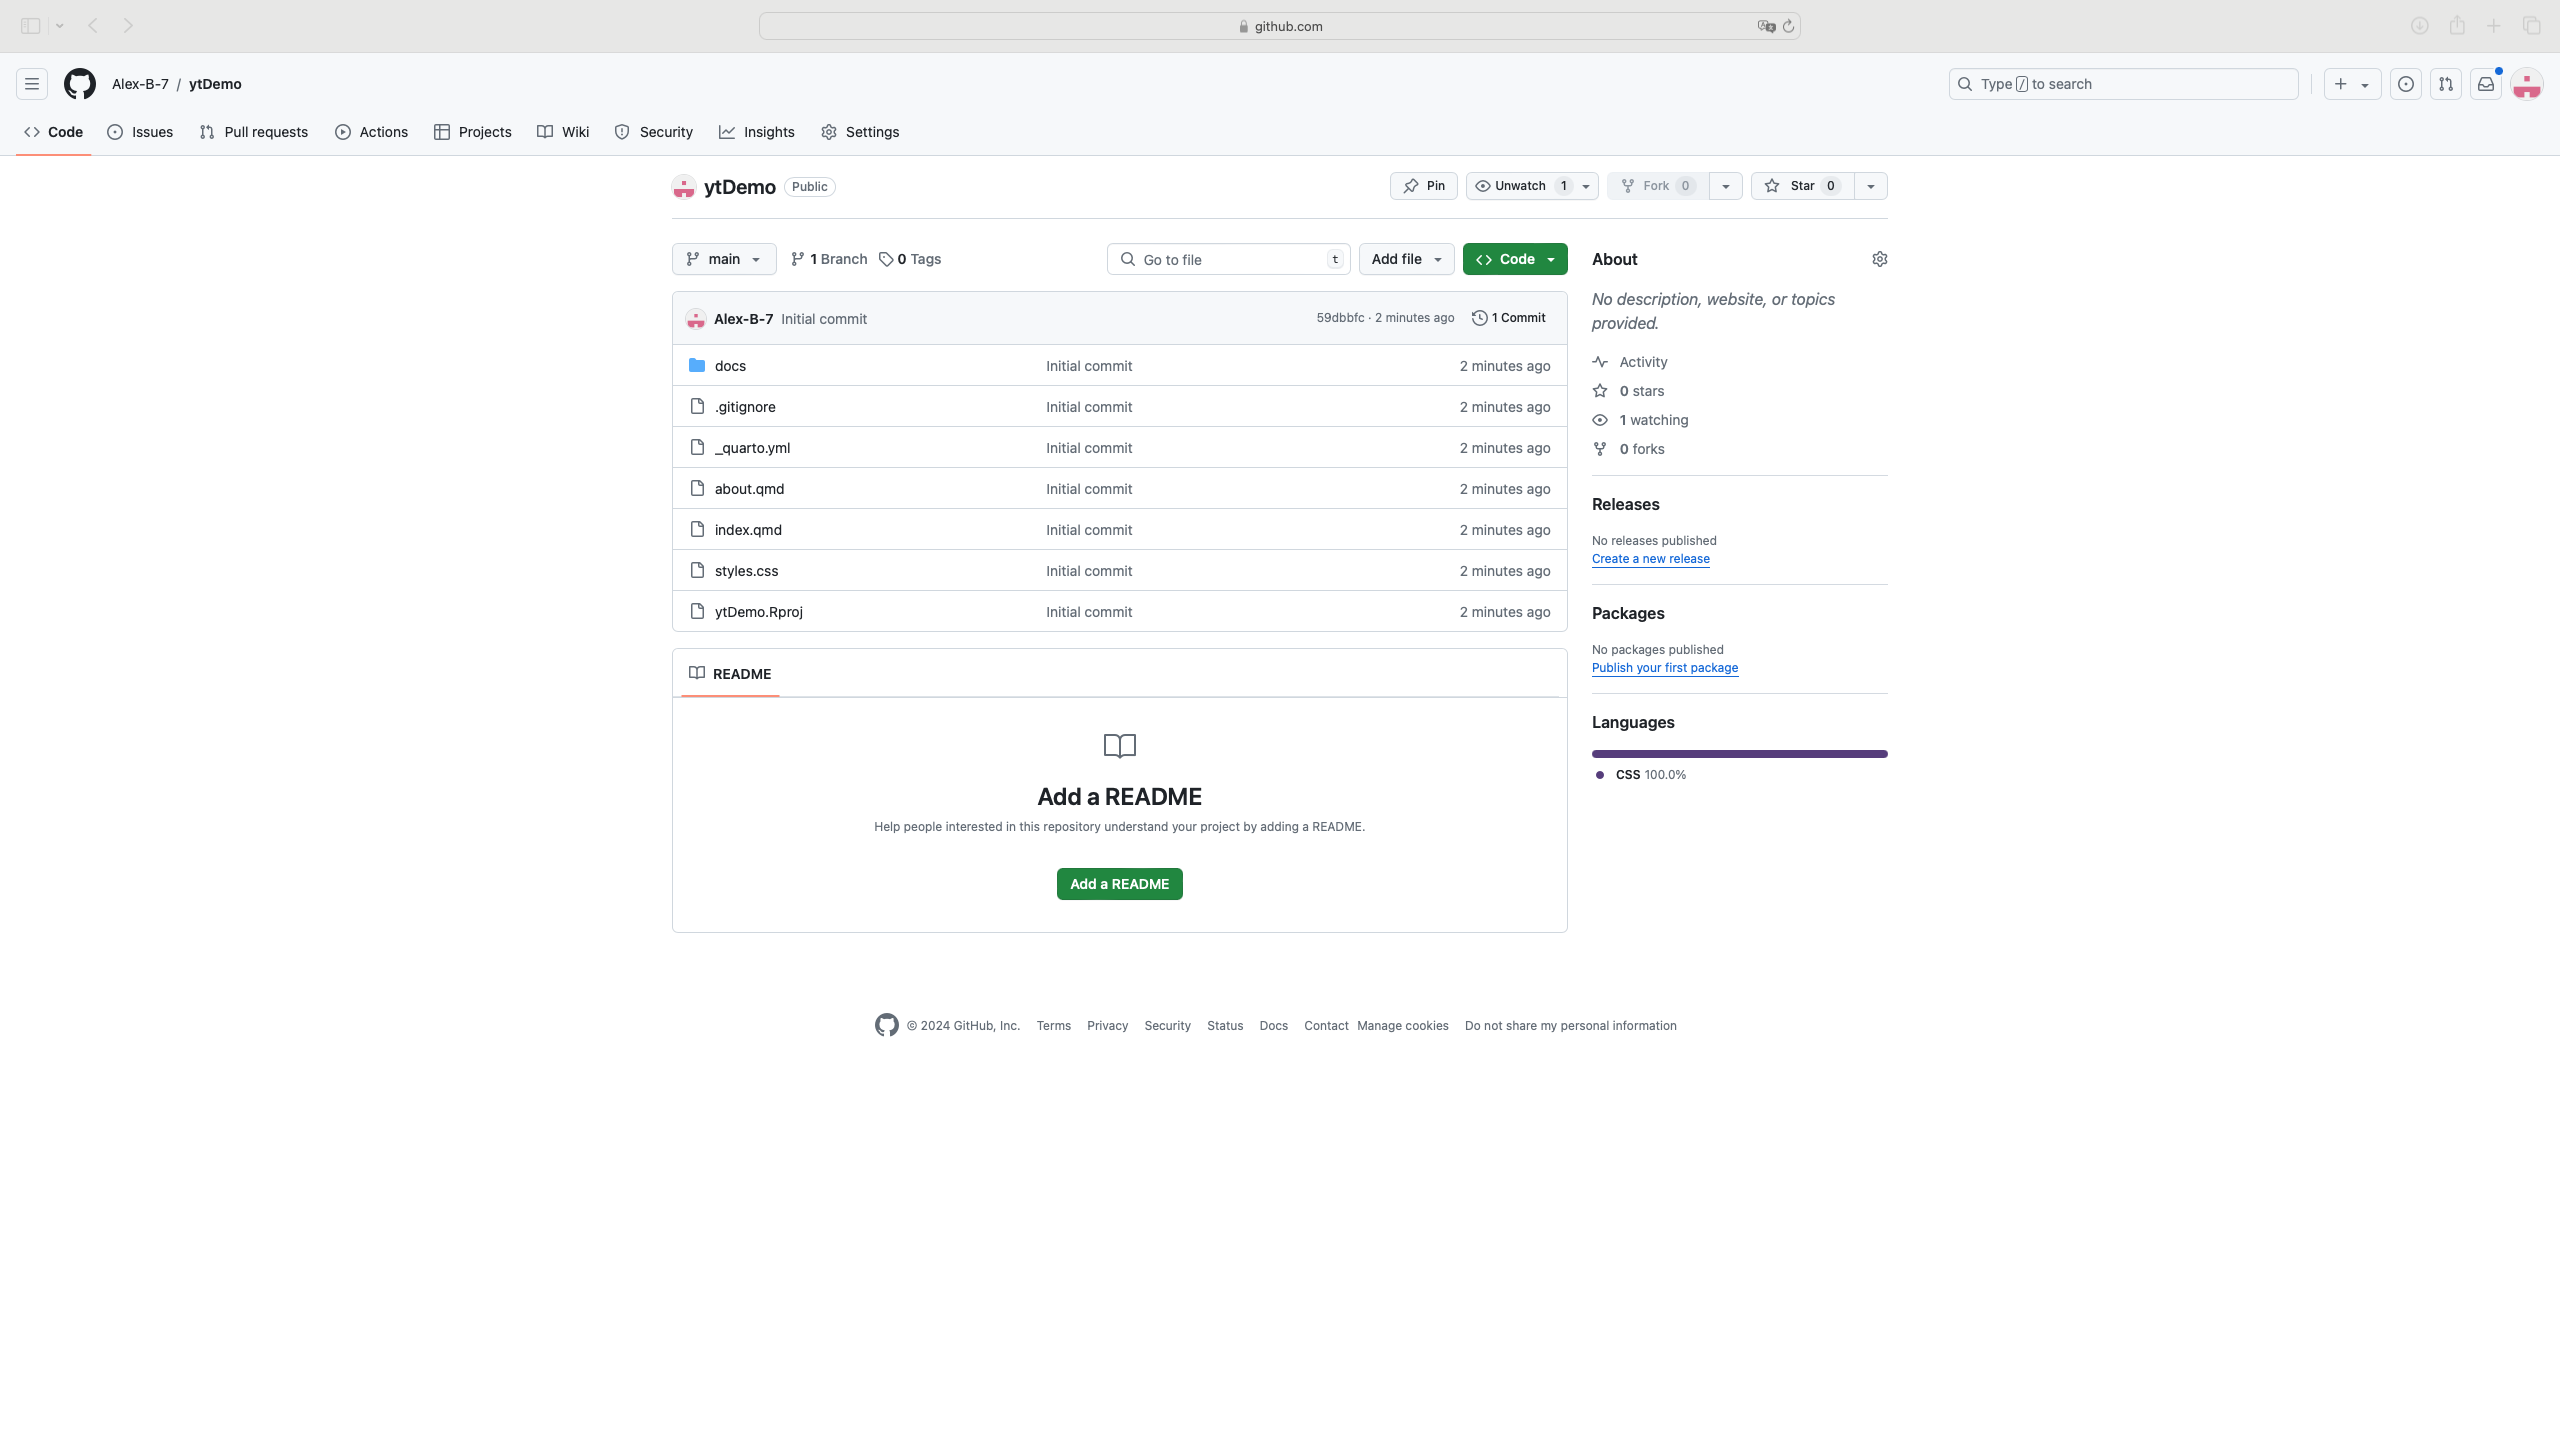 github.com
Alex-B-7 / ytDemo
Type / to search
Code Issues Pull requests Actions Projects Wiki Security Insights Settings
ytDemo Public
Pin Unwatch 1 Fork 0 Star 0
main 1 Branch 0 Tags Go to file t Add file Code
Alex-B-7 Initial commit 59dbbfc · 2 minutes ago 1 Commit
docs Initial commit 2 minutes ago
.gitignore Initial commit 2 minutes ago
_quarto.yml Initial commit 2 minutes ago
about.qmd Initial commit 2 minutes ago
index.qmd Initial commit 2 minutes ago
styles.css Initial commit 2 minutes ago
ytDemo.Rproj Initial commit 2 minutes ago
README
Add a README
Help people interested in this repository understand your project by adding a README.
Add a README
About
No description, website, or topics
provided.
Activity
0 stars
1 watching
0 forks
Releases
No releases published
Create a new release
Packages
No packages published
Publish your first package
Languages
CSS 100.0%
© 2024 GitHub, Inc. Terms Privacy Security Status Docs Contact Manage cookies Do not share my personal information